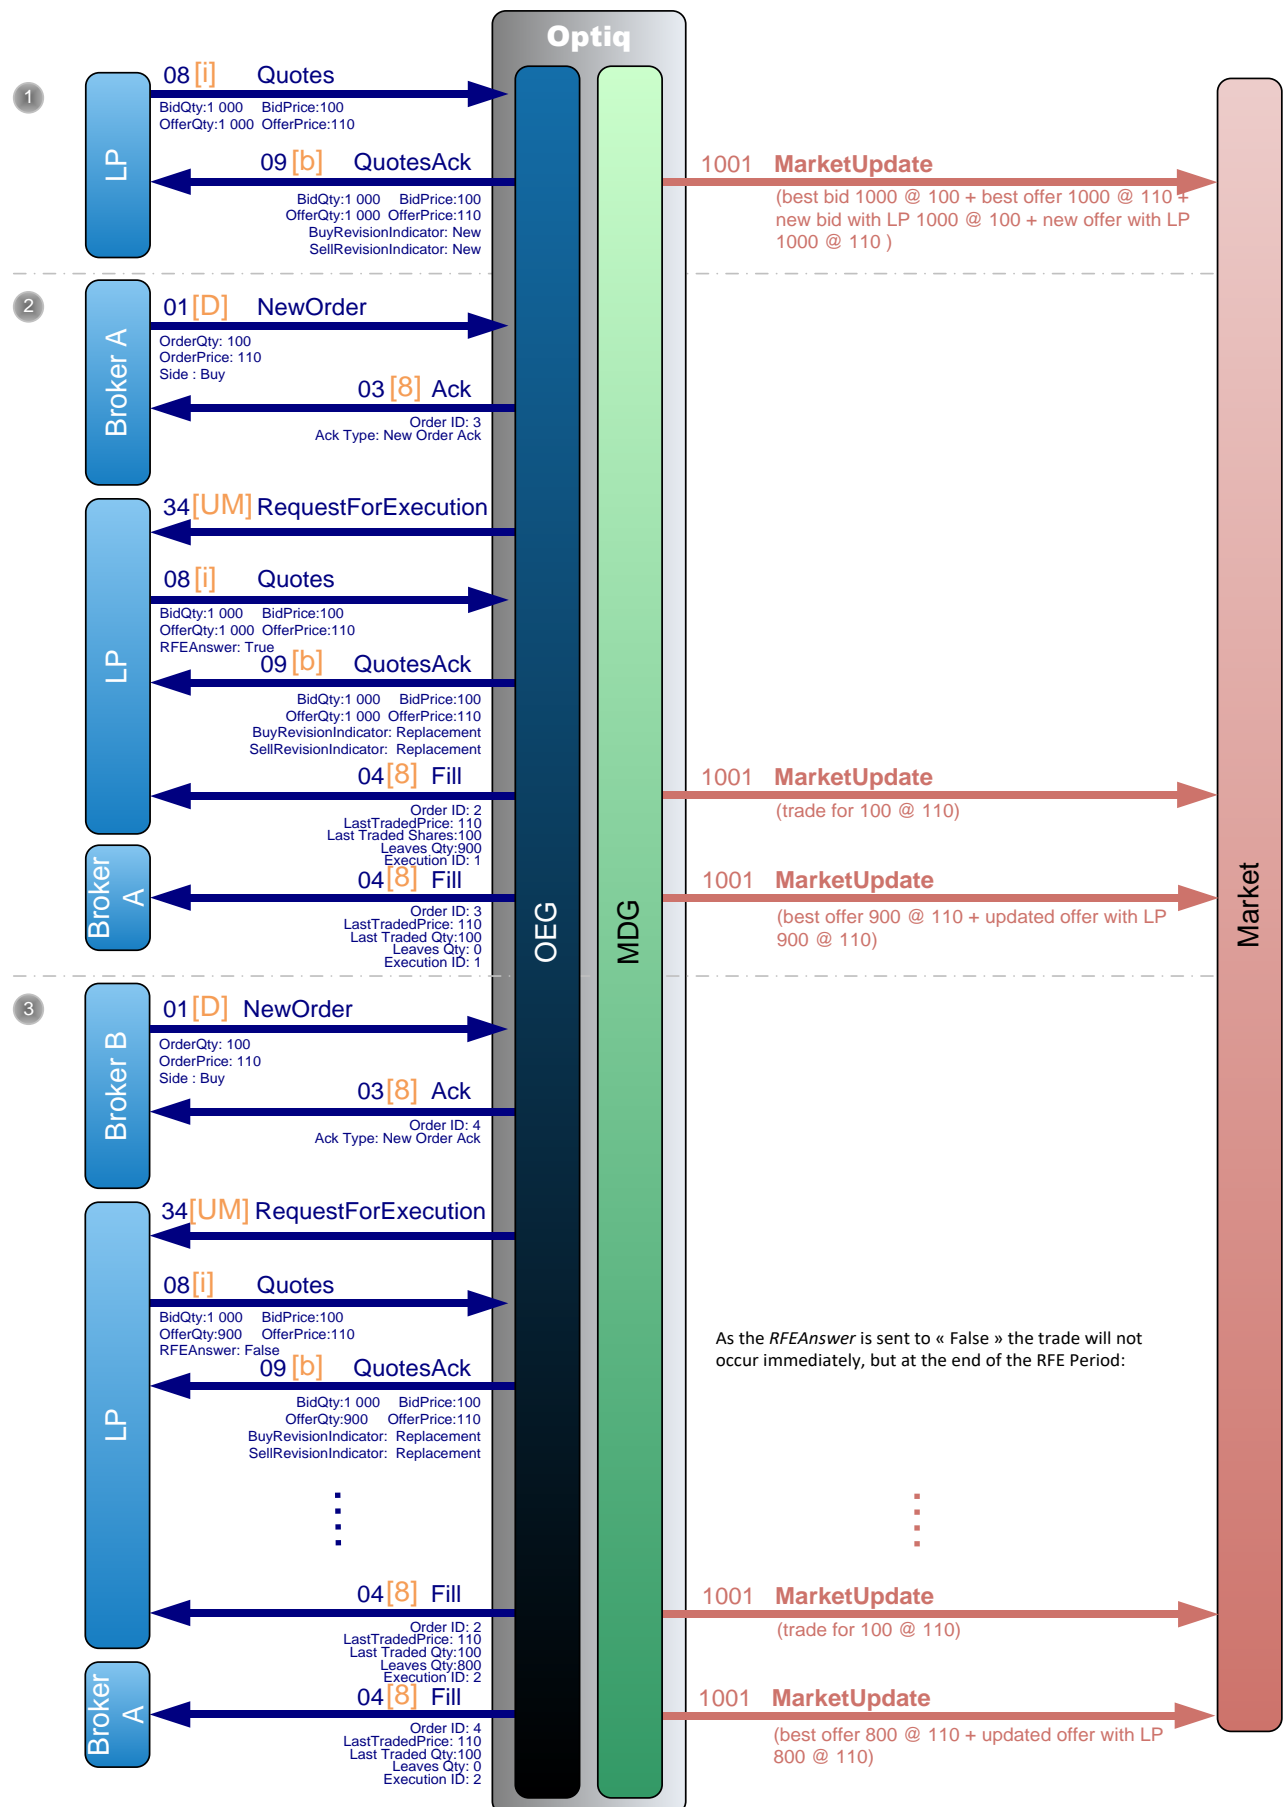 Optiq
1
LP
08 [i] Quotes
BidQty:1 000 BidPrice:100
OfferQty:1 000 OfferPrice:110
09 [b] QuotesAck
BidQty:1 000 BidPrice:100
OfferQty:1 000 OfferPrice:110
BuyRevisionIndicator: New
SellRevisionIndicator: New
1001 MarketUpdate
(best bid 1000 @ 100 + best offer 1000 @ 110 +
new bid with LP 1000 @ 100 + new offer with LP
1000 @ 110 )
2
Broker A
01 [D] NewOrder
OrderQty: 100
OrderPrice: 110
Side : Buy
03 [8] Ack
Order ID: 3
Ack Type: New Order Ack
LP
34 [UM] RequestForExecution
08 [i] Quotes
BidQty:1 000 BidPrice:100
OfferQty:1 000 OfferPrice:110
RFEAnswer: True
09 [b] QuotesAck
BidQty:1 000 BidPrice:100
OfferQty:1 000 OfferPrice:110
BuyRevisionIndicator: Replacement
SellRevisionIndicator: Replacement
04 [8] Fill
Order ID: 2
LastTradedPrice: 110
Last Traded Shares:100
Leaves Qty:900
Execution ID: 1
1001 MarketUpdate
(trade for 100 @ 110)
Broker
A
04 [8] Fill
Order ID: 3
LastTradedPrice: 110
Last Traded Qty:100
Leaves Qty: 0
Execution ID: 1
1001 MarketUpdate
(best offer 900 @ 110 + updated offer with LP
900 @ 110)
OEG
MDG
Market
3
Broker B
01 [D] NewOrder
OrderQty: 100
OrderPrice: 110
Side : Buy
03 [8] Ack
Order ID: 4
Ack Type: New Order Ack
LP
34 [UM] RequestForExecution
08 [i] Quotes
BidQty:1 000 BidPrice:100
OfferQty:900 OfferPrice:110
RFEAnswer: False
09 [b] QuotesAck
BidQty:1 000 BidPrice:100
OfferQty:900 OfferPrice:110
BuyRevisionIndicator: Replacement
SellRevisionIndicator: Replacement
As the RFEAnswer is sent to « False » the trade will not
occur immediately, but at the end of the RFE Period:
04 [8] Fill
Order ID: 2
LastTradedPrice: 110
Last Traded Qty:100
Leaves Qty:800
Execution ID: 2
1001 MarketUpdate
(trade for 100 @ 110)
Broker
A
04 [8] Fill
Order ID: 4
LastTradedPrice: 110
Last Traded Qty:100
Leaves Qty: 0
Execution ID: 2
1001 MarketUpdate
(best offer 800 @ 110 + updated offer with LP
800 @ 110)